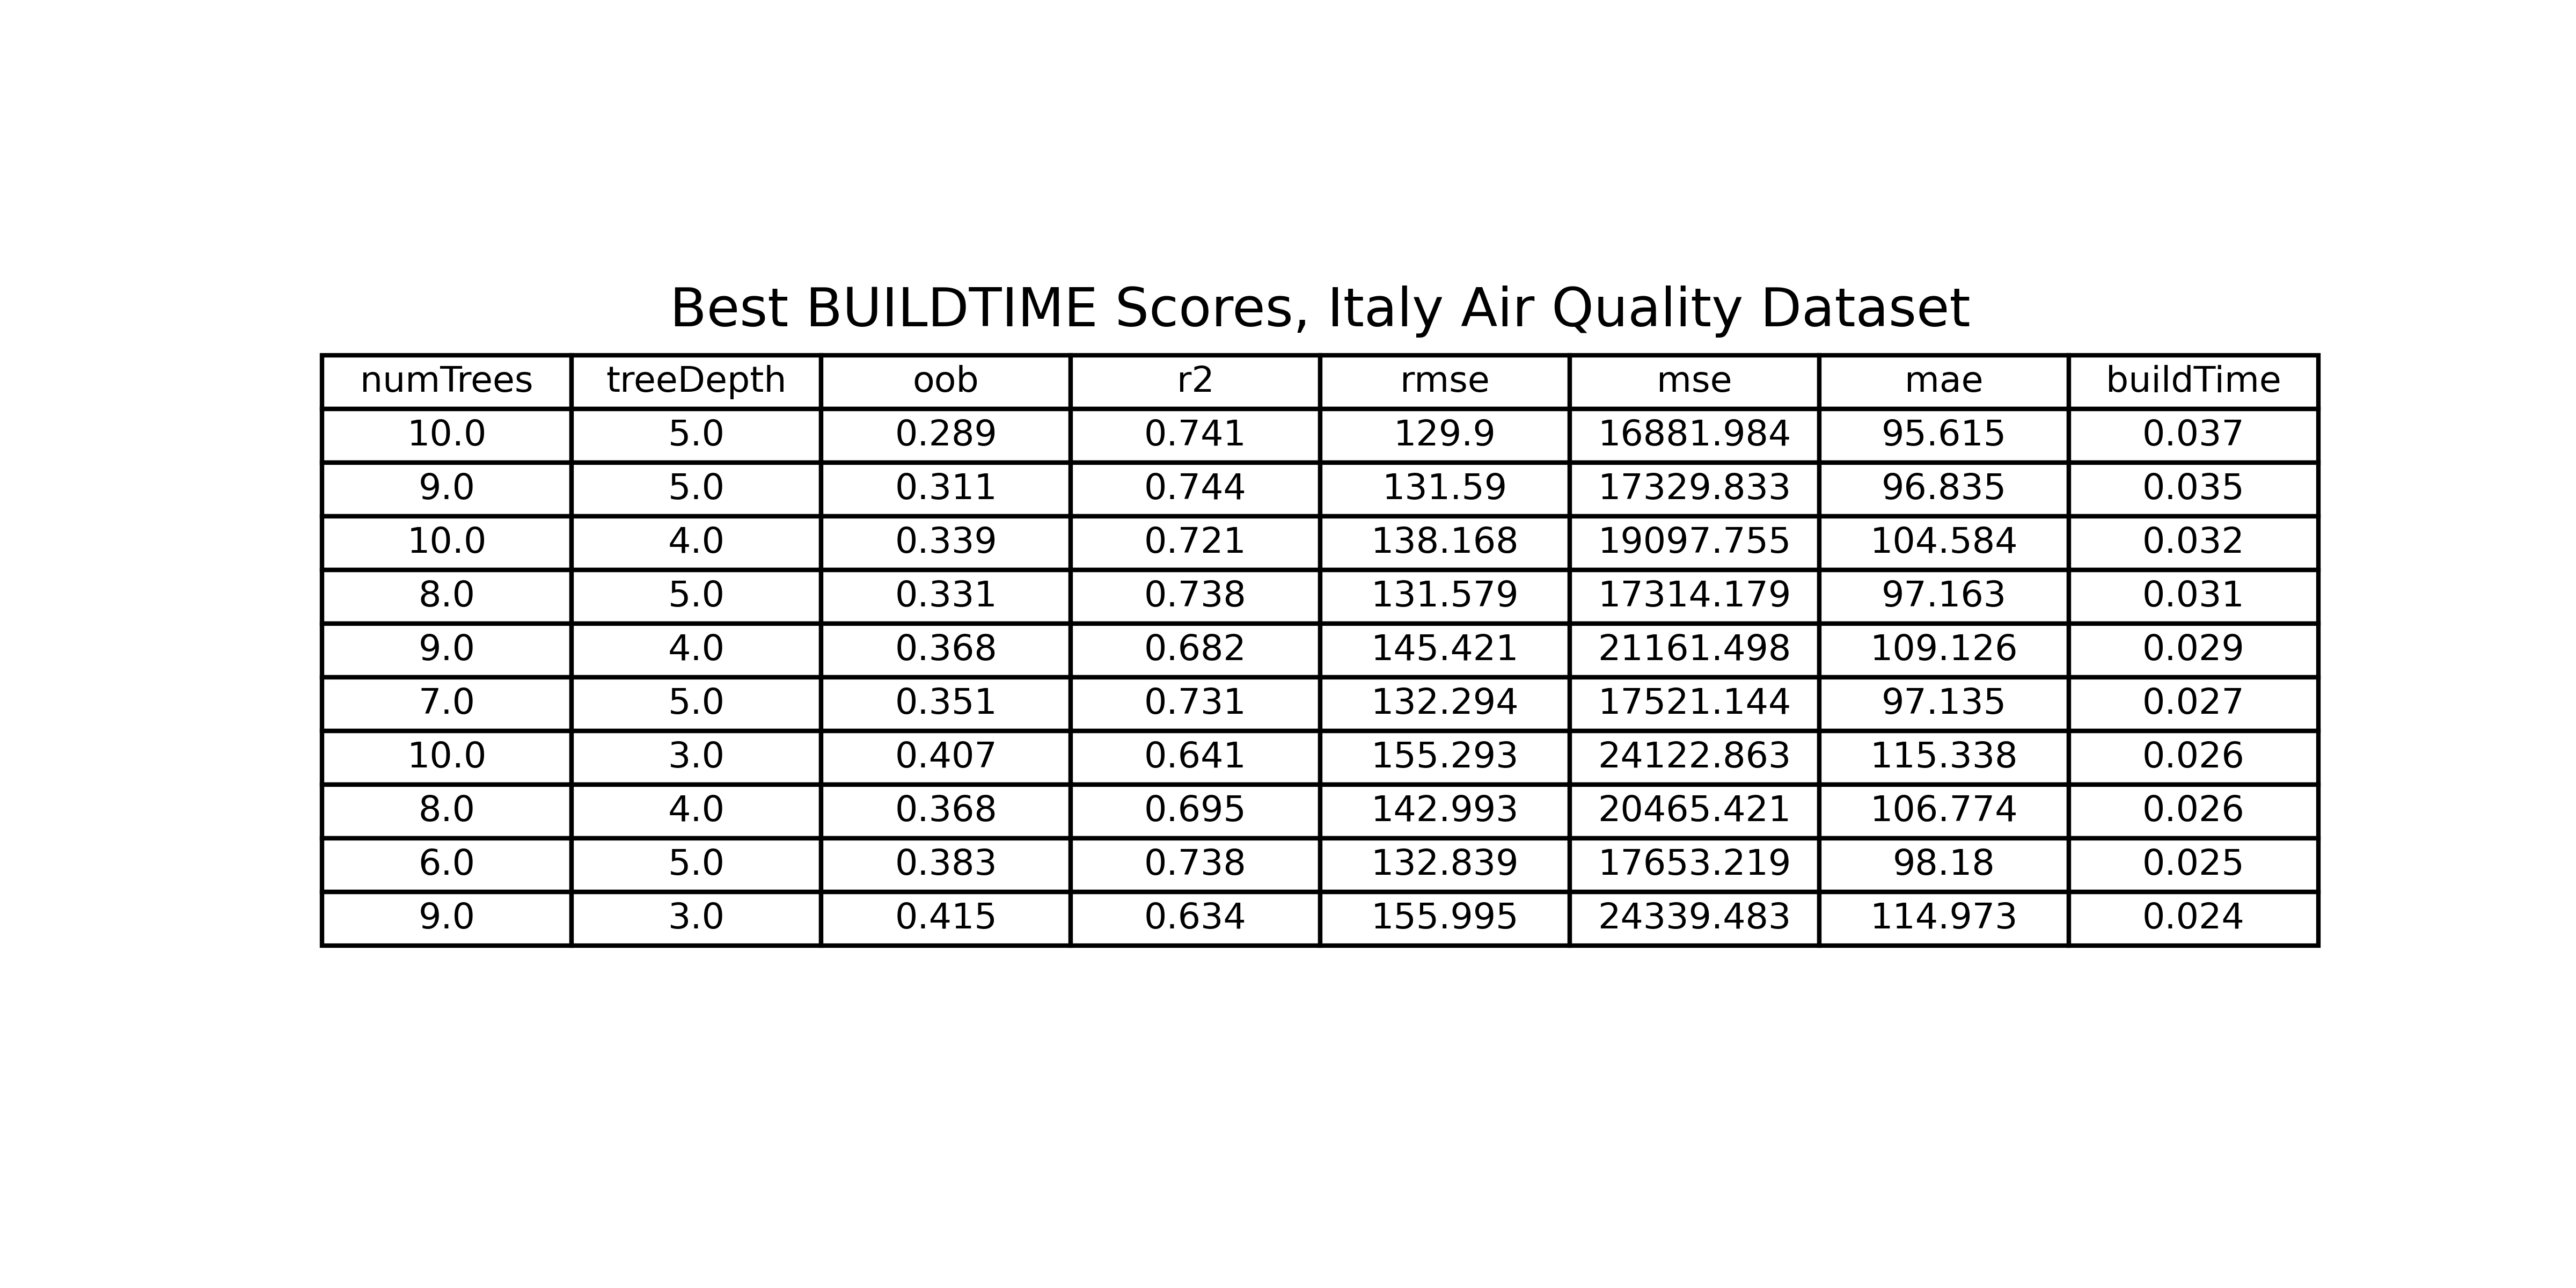 Best BUILDTIME Scores, Italy Air Quality Dataset
numTrees treeDepth oob r2 rmse mse mae buildTime
10.0 5.0 0.289 0.741 129.9 16881.984 95.615 0.037
9.0 5.0 0.311 0.744 131.59 17329.833 96.835 0.035
10.0 4.0 0.339 0.721 138.168 19097.755 104.584 0.032
8.0 5.0 0.331 0.738 131.579 17314.179 97.163 0.031
9.0 4.0 0.368 0.682 145.421 21161.498 109.126 0.029
7.0 5.0 0.351 0.731 132.294 17521.144 97.135 0.027
10.0 3.0 0.407 0.641 155.293 24122.863 115.338 0.026
8.0 4.0 0.368 0.695 142.993 20465.421 106.774 0.026
6.0 5.0 0.383 0.738 132.839 17653.219 98.18 0.025
9.0 3.0 0.415 0.634 155.995 24339.483 114.973 0.024